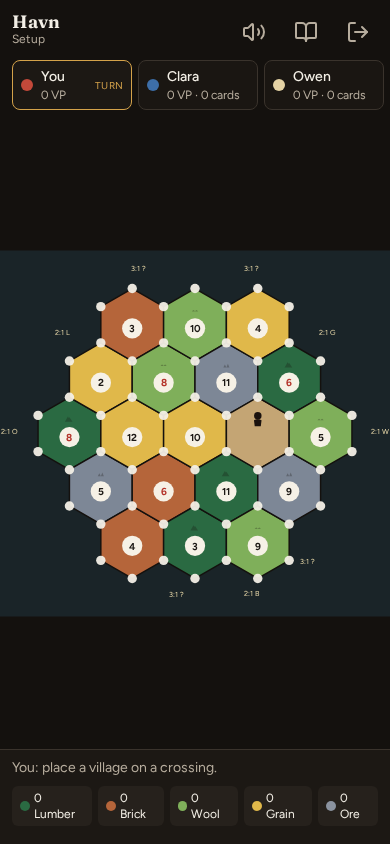 Havn
Setup
You
0 VP
TURN
Clara
0 VP · 0 cards
Owen
0 VP · 0 cards
3:1 ?
3:1 ?
3
10
4
2:1 L
2:1 G
2
8
11
6
2:1 O
8
12
10
5
2:1 W
5
6
11
9
4
3
9
3:1 ?
3:1 ?
2:1 B
You: place a village on a crossing.
0
Lumber
0
Brick
0
Wool
0
Grain
0
Ore